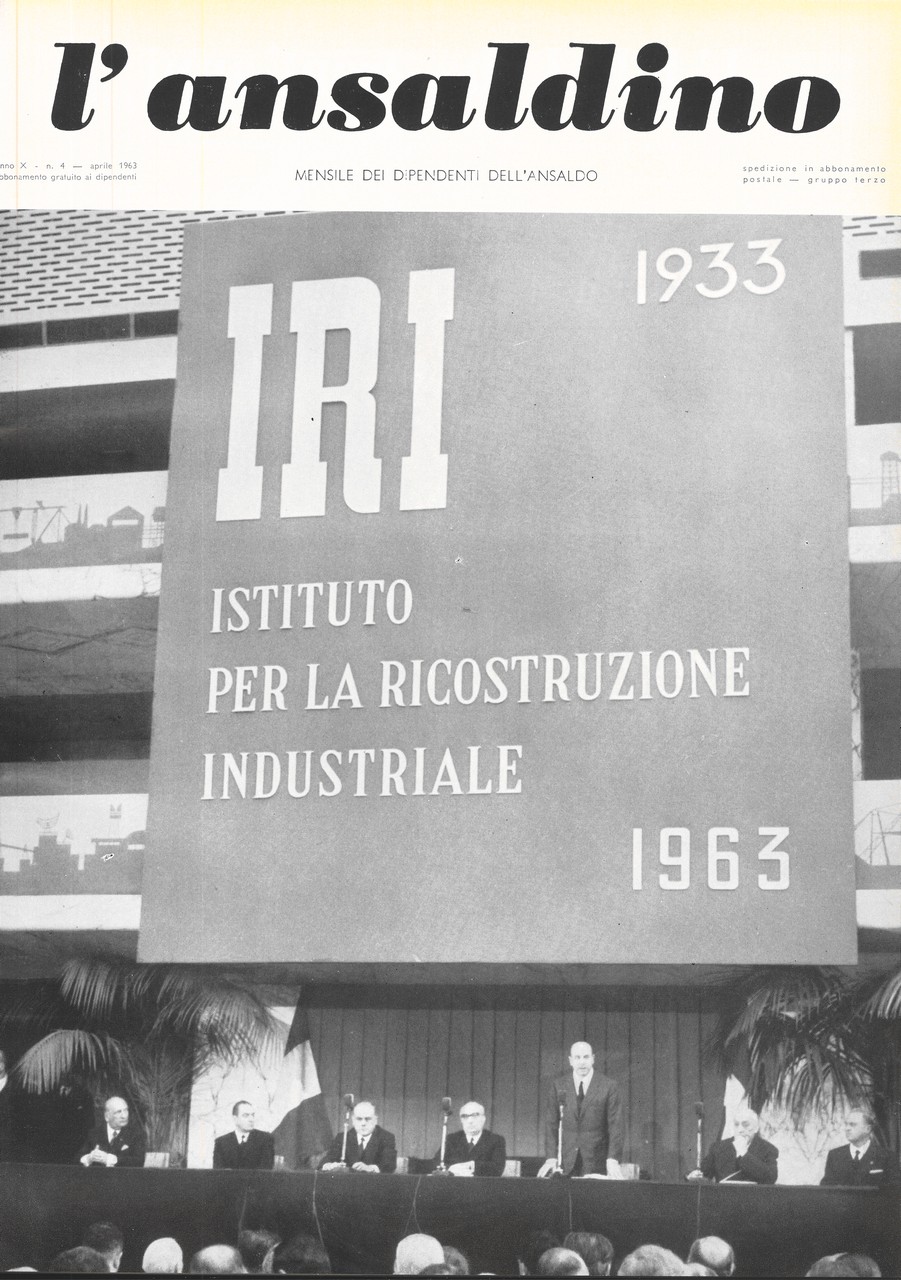 l'ansaldino
nno X - n. 4 — aprile 1963
bbonamento gratuito ai dipendenti
MENSILE DEI DIPENDENTI DELL'ANSALDO
spedizione in abbonamento
postale — gruppo terzo
IRI
1933
ISTITUTO
PER LA RICOSTRUZIONE
INDUSTRIALE
1963